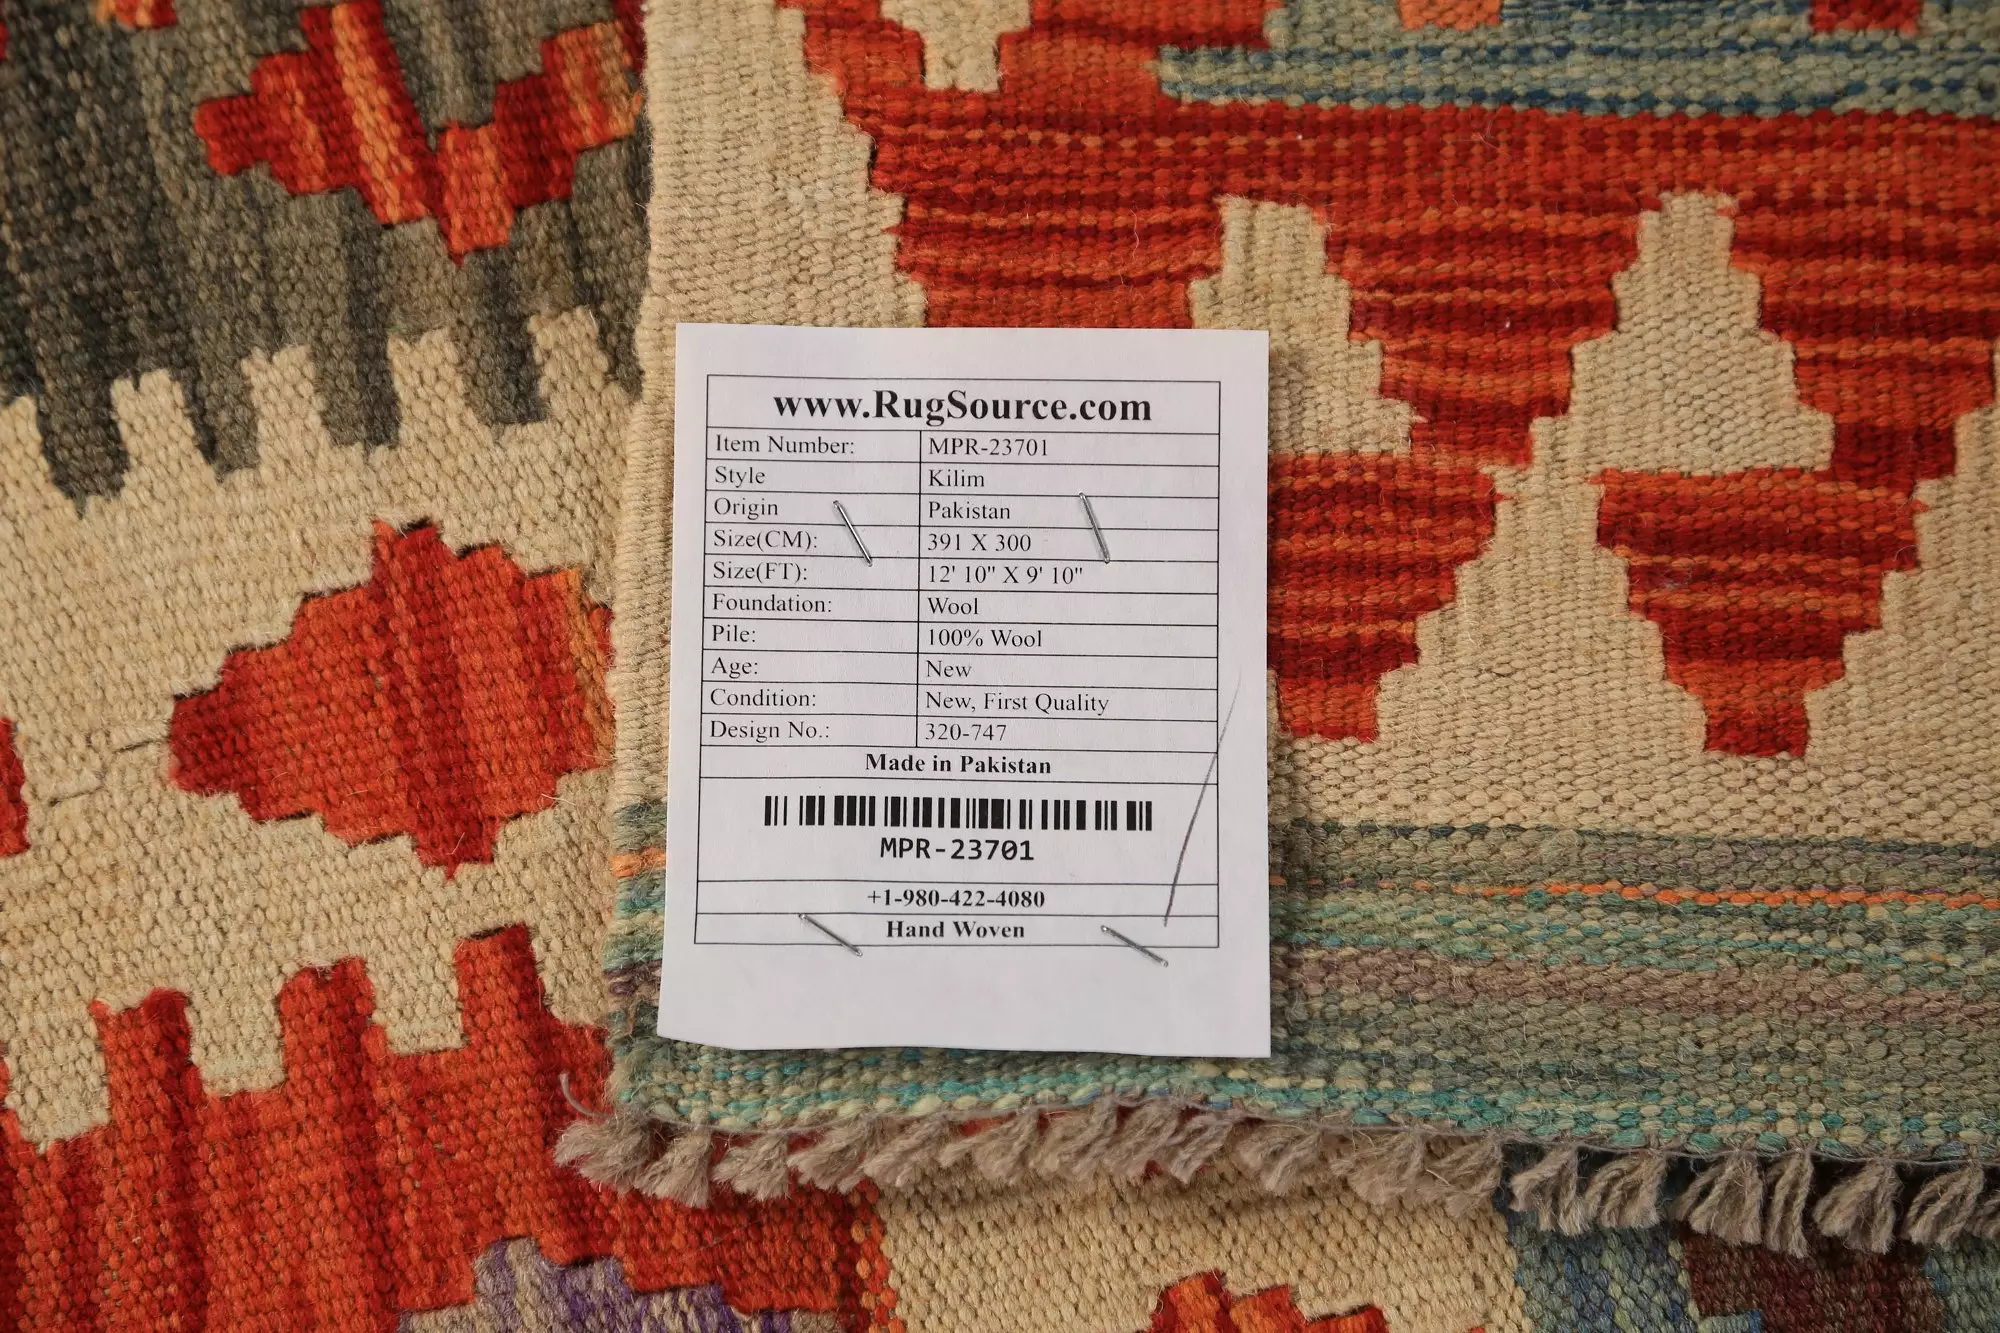 www.RugSource.com
Item Number: MPR-23701
Style Kilim
Origin Pakistan
Size(CM): 391 X 300
Size(FT): 12' 10" X 9' 10"
Foundation: Wool
Pile: 100% Wool
Age: New
Condition: New, First Quality
Design No.: 320-747
Made in Pakistan
MPR-23701
+1-980-422-4080
Hand Woven